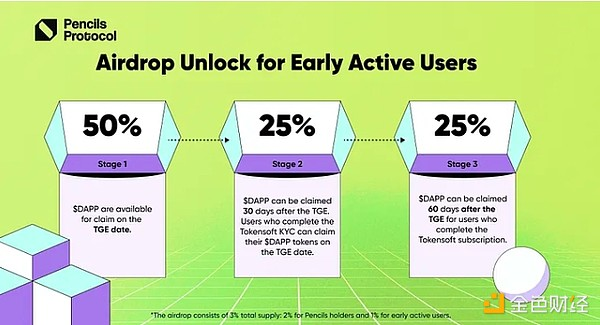 Pencils
Protocol
Airdrop Unlock for Early Active Users
50%
Stage 1
$DAPP are available
for claim on the
TGE date.
25%
Stage 2
$DAPP can be claimed
30 days after the TGE.
Users who complete the
Tokensoft KYC can claim
their $DAPP tokens on
the TGE date.
25%
Stage 3
$DAPP can be claimed
60 days after the
TGE for users who
complete the
Tokensoft subscription.
*The airdrop consists of 3% total supply: 2% for Pencils holders and 1% for early active users.
金色财经